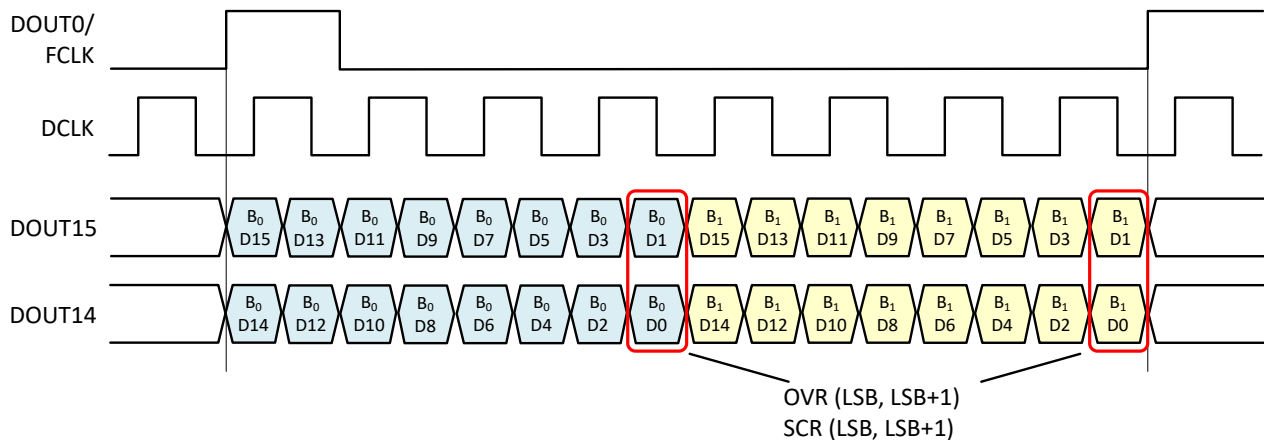 DOUT0/
FCLK
DCLK
DOUT15
B0 B0 B0 B0 B0 B0 B0 B0 B1 B1 B1 B1 B1 B1 B1 B1
D15 D13 D11 D9 D7 D5 D3 D1 D15 D13 D11 D9 D7 D5 D3 D1
DOUT14
B0 B0 B0 B0 B0 B0 B0 B0 B1 B1 B1 B1 B1 B1 B1 B1
D14 D12 D10 D8 D6 D4 D2 D0 D14 D12 D10 D8 D6 D4 D2 D0
OVR (LSB, LSB+1)
SCR (LSB, LSB+1)